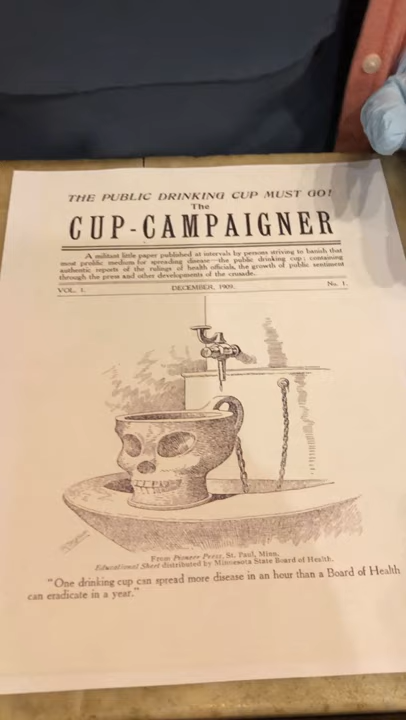 THE PUBLIC DRINKING CUP MUST GO!
The
CUP-CAMPAIGNER
A militant little paper published at intervals by persons striving to banish that
most prolific medium for spreading disease—the public drinking cup; containing
authentic reports of the rulings of health officials, the growth of public sentiment
through the press and other developments of the crusade.
VOL. 1. DECEMBER, 1909. No. 1.
From Pioneer-Press, St. Paul, Minn.
Educational Sheet distributed by Minnesota State Board of Health.
"One drinking cup can spread more disease in an hour than a Board of Health
can eradicate in a year."